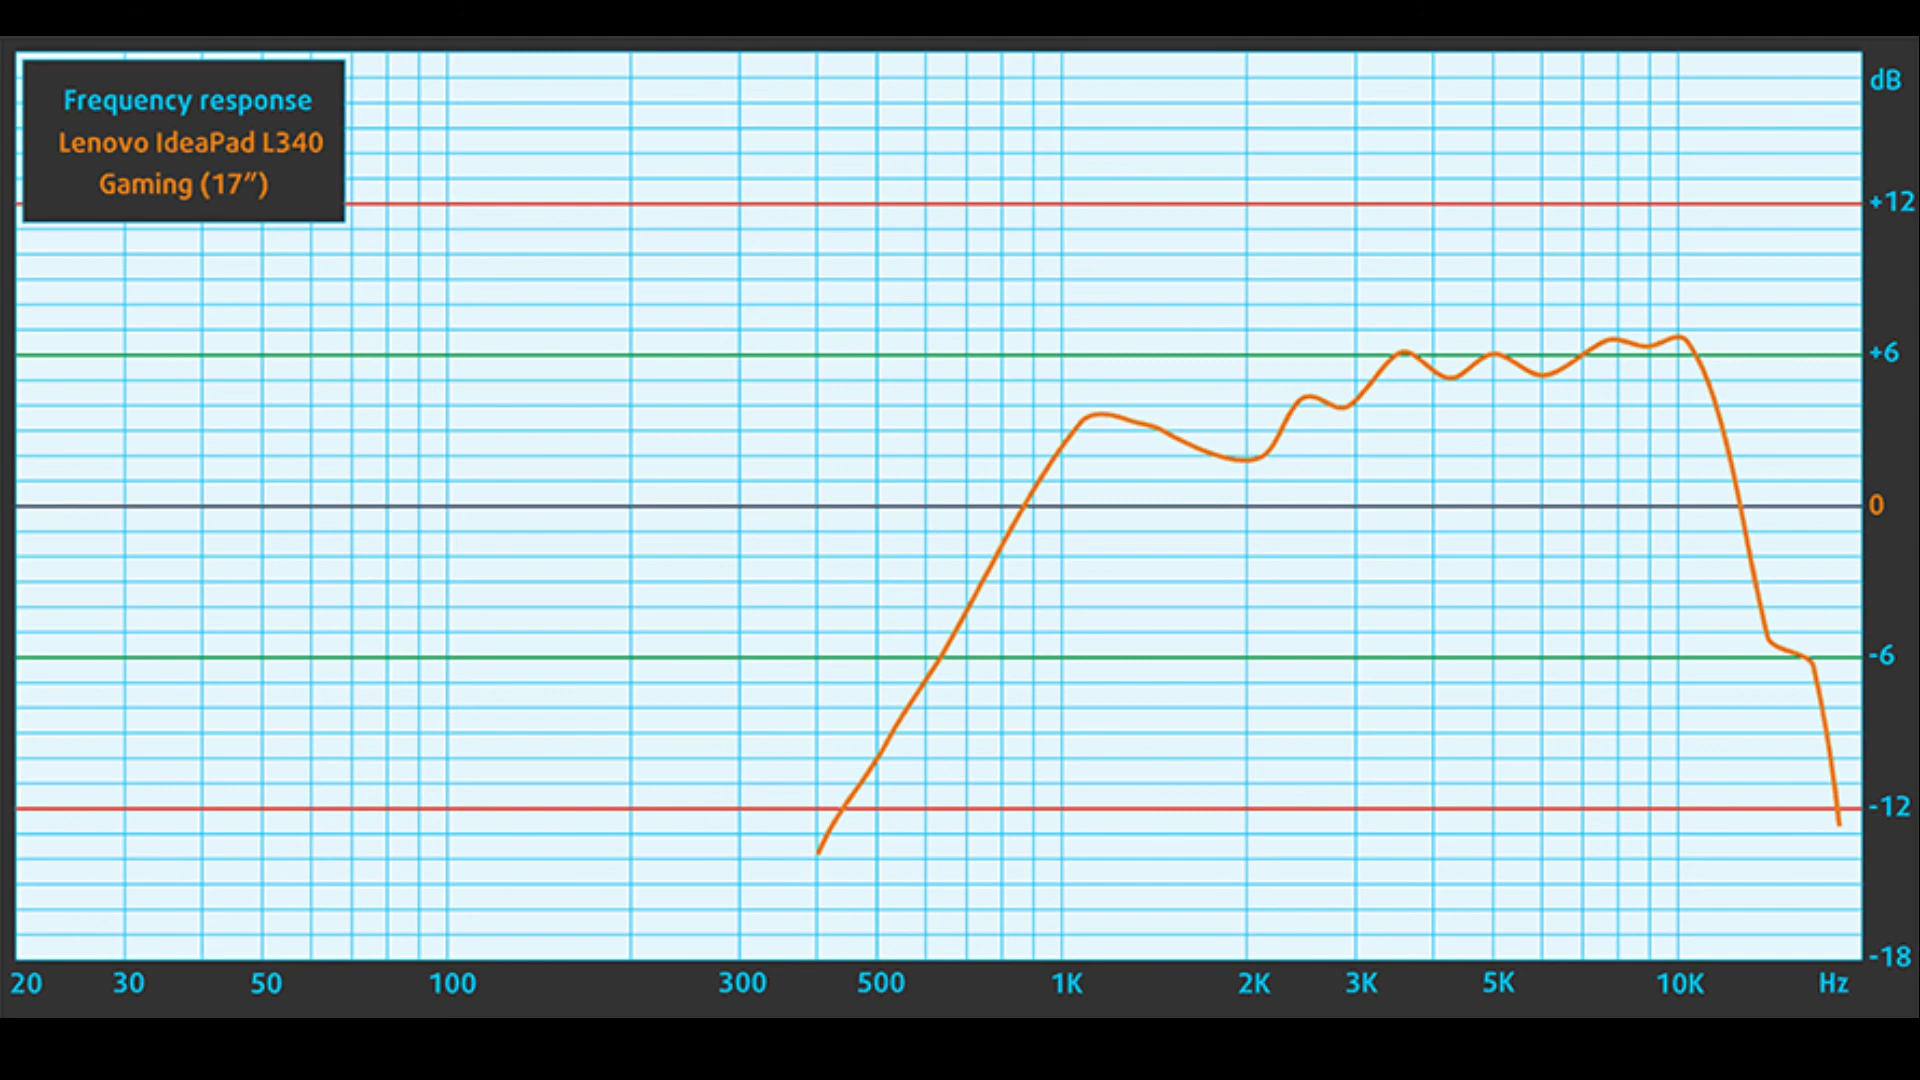 Frequency response
Lenovo IdeaPad L340
Gaming (17”)
dB
+12
+6
0
-6
-12
-18
20 30 50 100 300 500 1K 2K 3K 5K 10K Hz